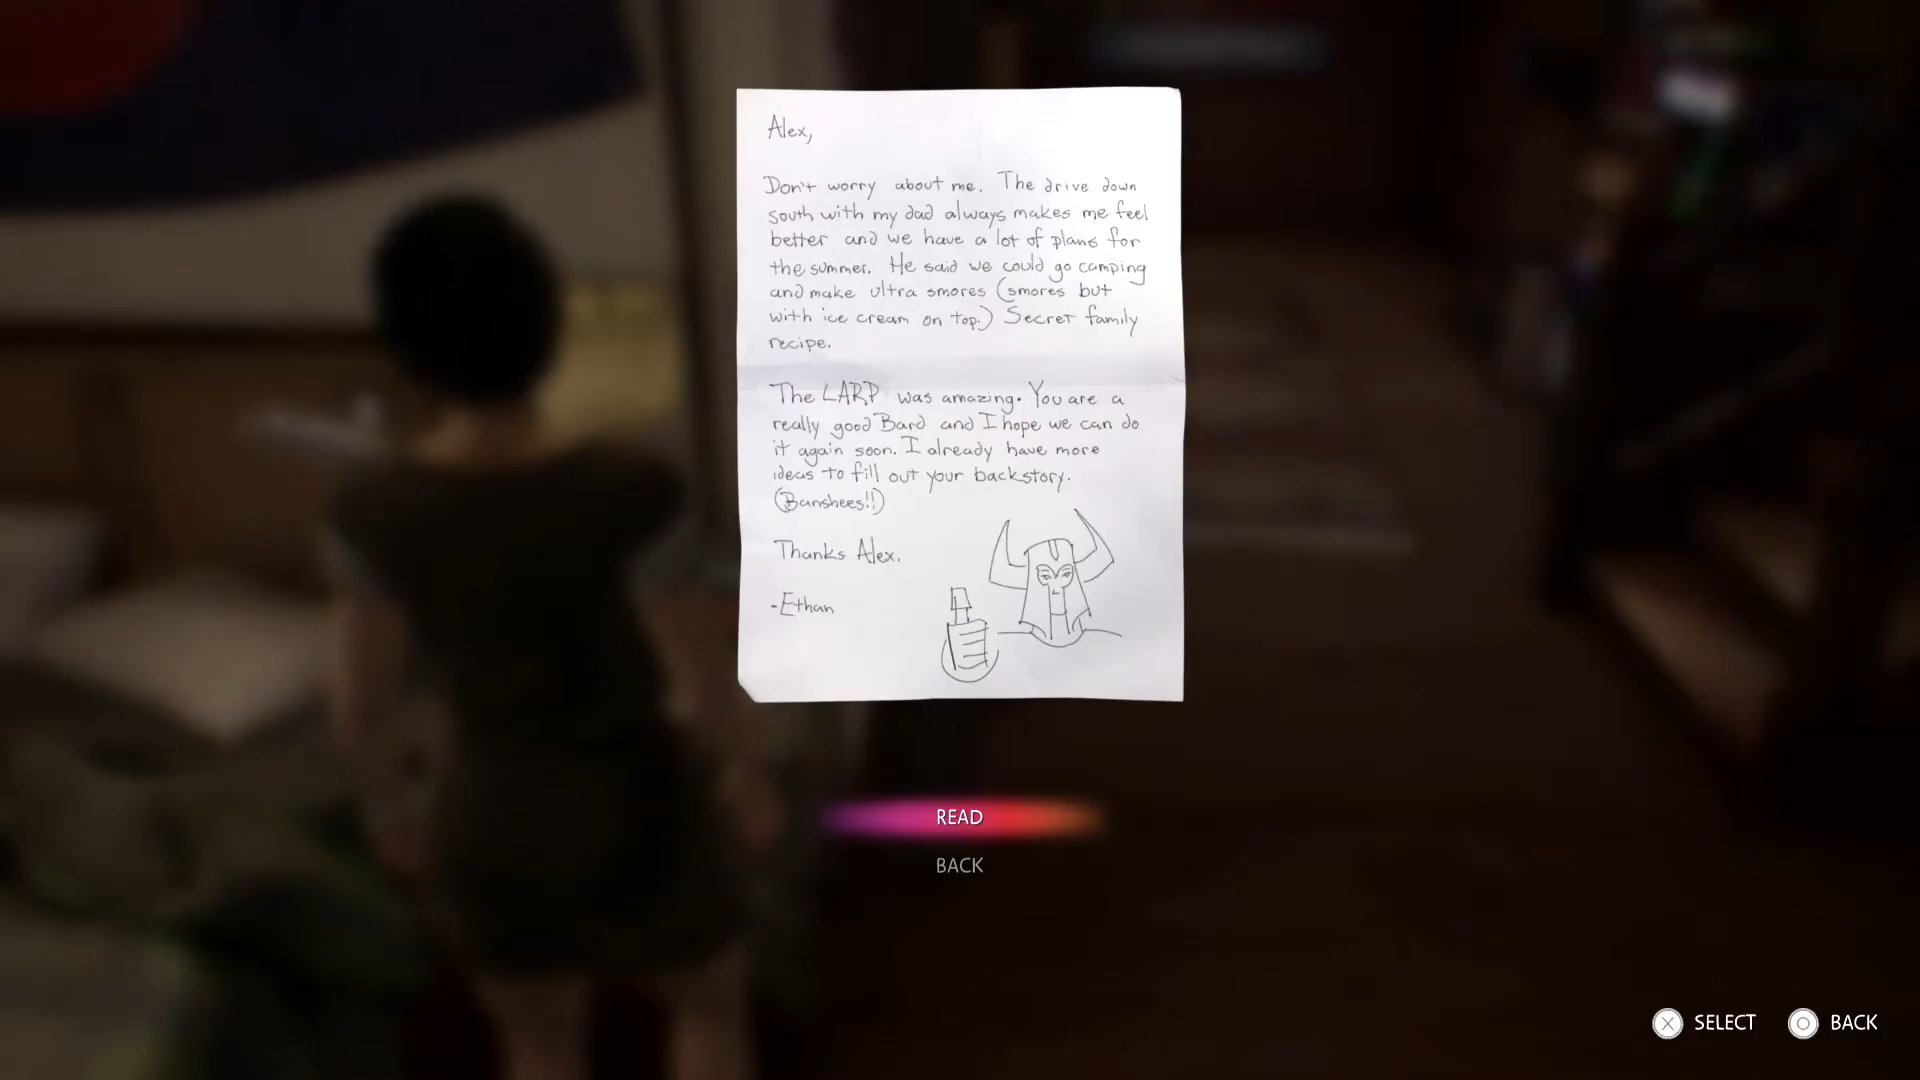 Alex,
Don't worry about me. The drive down
south with my dad always makes me feel
better and we have a lot of plans for
the summer. He said we could go camping
and make ultra smores (smores but
with ice cream on top.) Secret family
recipe.
The LARP was amazing. You are a
really good Bard and I hope we can do
it again soon. I already have more
ideas to fill out your backstory.
(Banshees!!)
Thanks Alex.
-Ethan
READ
BACK
SELECT BACK